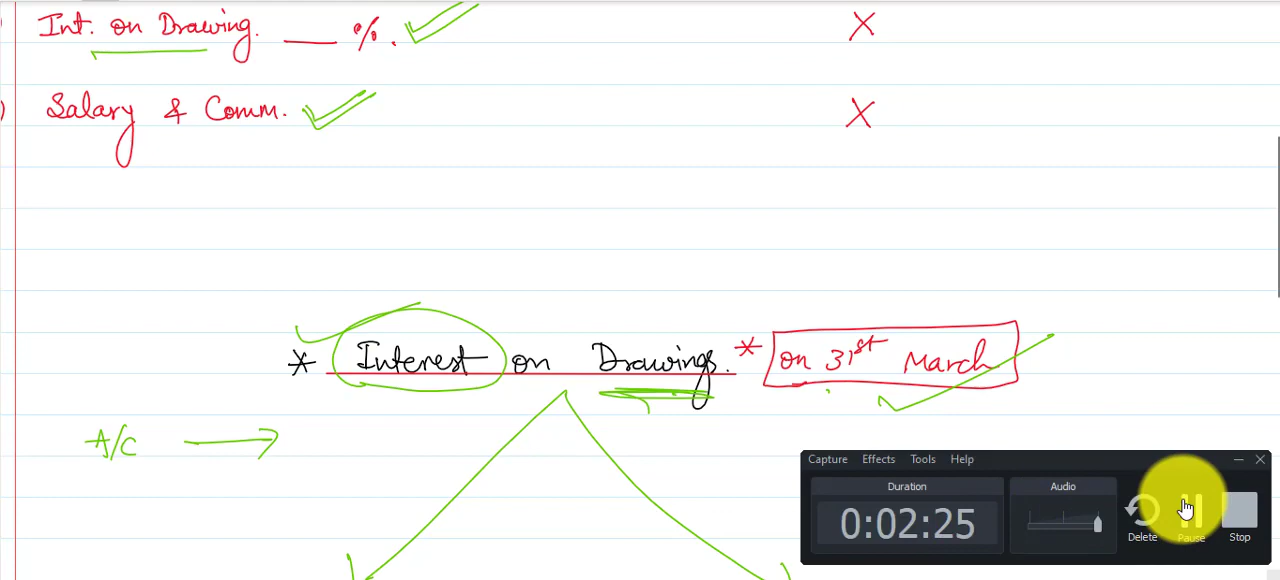 Int. on Drawing. ___ %.
X
) Salary & Comm.
X
* Interest on Drawings. * on 31st March
A/C →
Capture Effects Tools Help
Duration
Audio
0:02:25
Delete
Pause
Stop